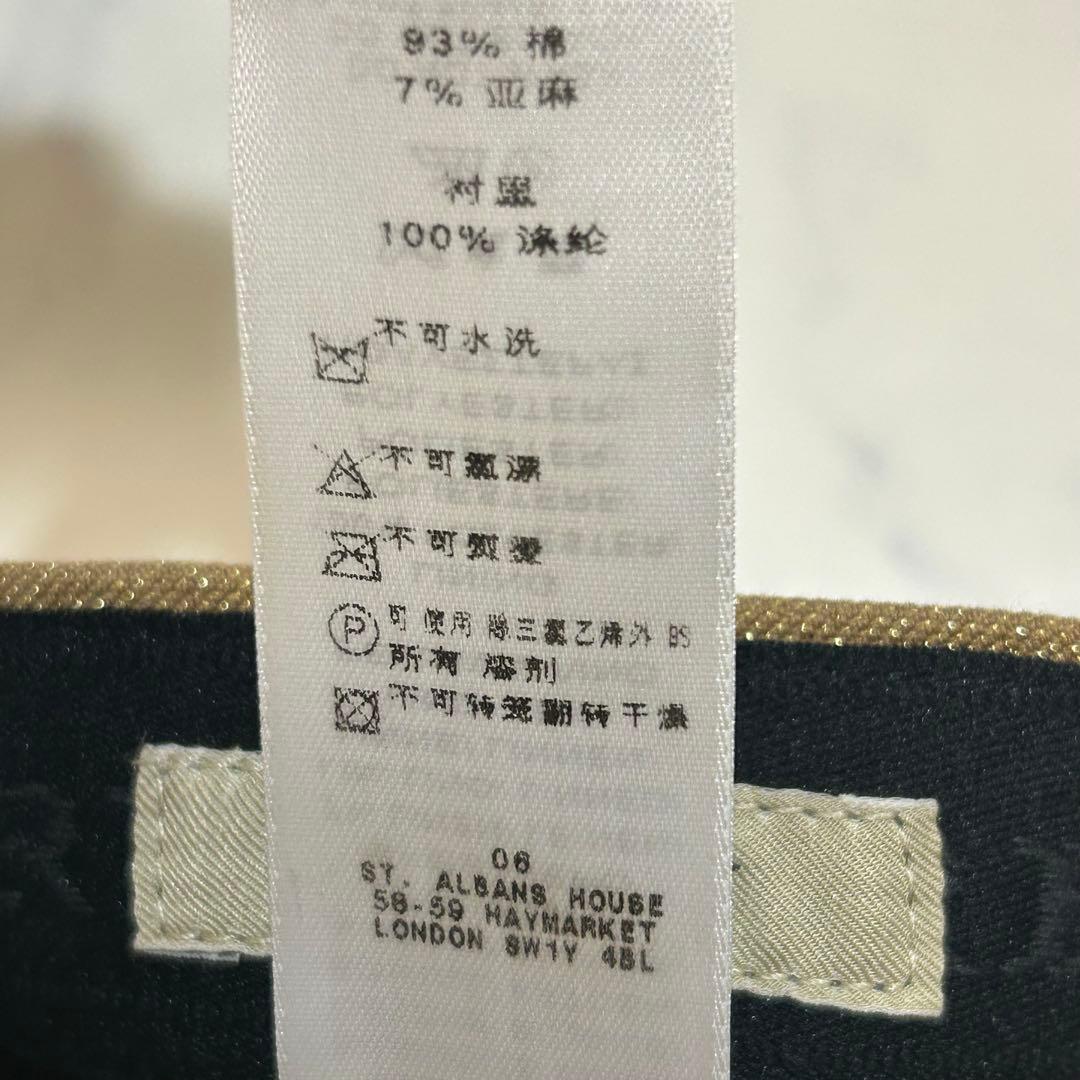 93% 棉
7% 亚麻
衬里
100% 涤纶
不可水洗
不可氯漂
不可熨烫
P 可使用除三氯乙烯外的
所有溶剂
不可转笼翻转干燥
06
ST. ALBANS HOUSE
58-59 HAYMARKET
LONDON SW1Y 4BL